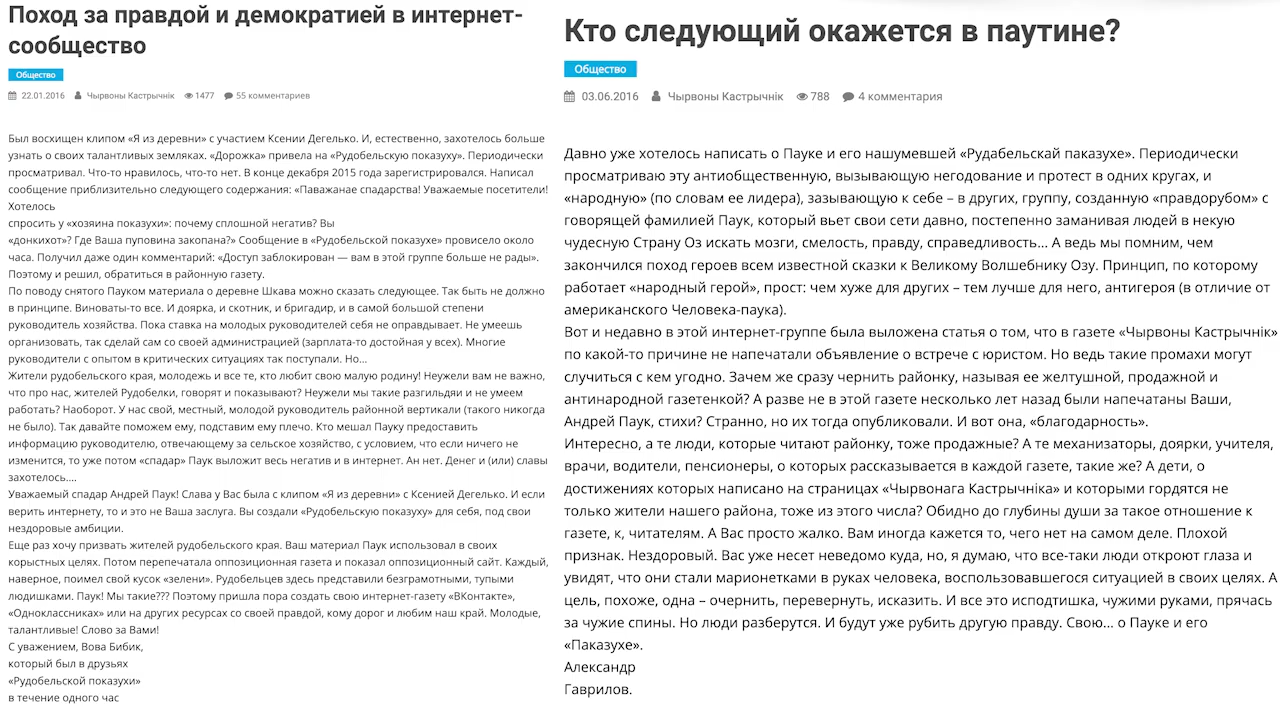 Поход за правдой и демократией в интернет-
сообщество
Общество
22.01.2016 Чырвоны Кастрычнік 1477 55 комментариев
Был восхищен клипом «Я из деревни» с участием Ксении Дегелько. И, естественно, захотелось больше
узнать о своих талантливых земляках. «Дорожка» привела на «Рудобельскую показуху». Периодически
просматривал. Что-то нравилось, что-то нет. В конце декабря 2015 года зарегистрировался. Написал
сообщение приблизительно следующего содержания: «Паважанае спадарства! Уважаемые посетители!
Хотелось
спросить у «хозяина показухи»: почему сплошной негатив? Вы
«донкихот»? Где Ваша пуповина закопана?» Сообщение в «Рудобельской показухе» провисело около
часа. Получил даже один комментарий: «Доступ заблокирован — вам в этой группе больше не рады».
Поэтому и решил, обратиться в районную газету.
По поводу снятого Пауком материала о деревне Шкава можно сказать следующее. Так быть не должно
в принципе. Виноваты-то все. И доярка, и скотник, и бригадир, и в самой большой степени
руководитель хозяйства. Пока ставка на молодых руководителей себя не оправдывает. Не умеешь
организовать, так сделай сам со своей администрацией (зарплата-то достойная у всех). Многие
руководители с опытом в критических ситуациях так поступали. Но…
Жители рудобельского края, молодежь и все те, кто любит свою малую родину! Неужели вам не важно,
что про нас, жителей Рудобелки, говорят и показывают? Неужели мы такие разгильдяи и не умеем
работать? Наоборот. У нас свой, местный, молодой руководитель районной вертикали (такого никогда
не было). Так давайте поможем ему, подставим ему плечо. Кто мешал Пауку предоставить
информацию руководителю, отвечающему за сельское хозяйство, с условием, что если ничего не
изменится, то уже потом «спадар» Паук выложит весь негатив и в интернет. Ан нет. Денег и (или) славы
захотелось….
Уважаемый спадар Андрей Паук! Слава у Вас была с клипом «Я из деревни» с Ксенией Дегелько. И если
верить интернету, то и это не Ваша заслуга. Вы создали «Рудобельскую показуху» для себя, под свои
нездоровые амбиции.
Еще раз хочу призвать жителей рудобельского края. Ваш материал Паук использовал в своих
корыстных целях. Потом перепечатала оппозиционная газета и показал оппозиционный сайт. Каждый,
наверное, поимел свой кусок «зелени». Рудобельцев здесь представили безграмотными, тупыми
людишками. Паук! Мы такие??? Поэтому пришла пора создать свою интернет-газету «ВКонтакте»,
«Одноклассниках» или на других ресурсах со своей правдой, кому дорог и любим наш край. Молодые,
талантливые! Слово за Вами!
С уважением, Вова Бибик,
который был в друзьях
«Рудобельской показухи»
в течение одного час
Кто следующий окажется в паутине?
Общество
03.06.2016 Чырвоны Кастрычнік 788 4 комментария
Давно уже хотелось написать о Пауке и его нашумевшей «Рудабельскай паказухе». Периодически
просматриваю эту антиобщественную, вызывающую негодование и протест в одних кругах, и
«народную» (по словам ее лидера), зазывающую к себе – в других, группу, созданную «правдорубом» с
говорящей фамилией Паук, который вьет свои сети давно, постепенно заманивая людей в некую
чудесную Страну Оз искать мозги, смелость, правду, справедливость… А ведь мы помним, чем
закончился поход героев всем известной сказки к Великому Волшебнику Озу. Принцип, по которому
работает «народный герой», прост: чем хуже для других – тем лучше для него, антигероя (в отличие от
американского Человека-паука).
Вот и недавно в этой интернет-группе была выложена статья о том, что в газете «Чырвоны Кастрычнік»
по какой-то причине не напечатали объявления о встрече с юристом. Но ведь такие промахи могут
случиться с кем угодно. Зачем же сразу чернить районку, называя ее желтушной, продажной и
антинародной газетенкой? А разве не в этой газете несколько лет назад были напечатаны Ваши,
Андрей Паук, стихи? Странно, но их тогда опубликовали. И вот она, «благодарность».
Интересно, а те люди, которые читают районку, тоже продажные? А те механизаторы, доярки, учителя,
врачи, водители, пенсионеры, о которых рассказывается в каждой газете, такие же? А дети, о
достижениях которых написано на страницах «Чырвонага Кастрычніка» и которыми гордятся не
только жители нашего района, тоже из этого числа? Обидно до глубины души за такое отношение к
газете, к, читателям. А Вас просто жалко. Вам иногда кажется то, чего нет на самом деле. Плохой
признак. Нездоровый. Вас уже несет неведомо куда, но, я думаю, что все-таки люди откроют глаза и
увидят, что они стали марионетками в руках человека, воспользовавшегося ситуацией в своих целях. А
цель, похоже, одна – очернить, перевернуть, исказить. И все это исподтишка, чужими руками, прячась
за чужие спины. Но люди разберутся. И будут уже рубить другую правду. Свою… о Пауке и его
«Паказухе».
Александр
Гаврилов.